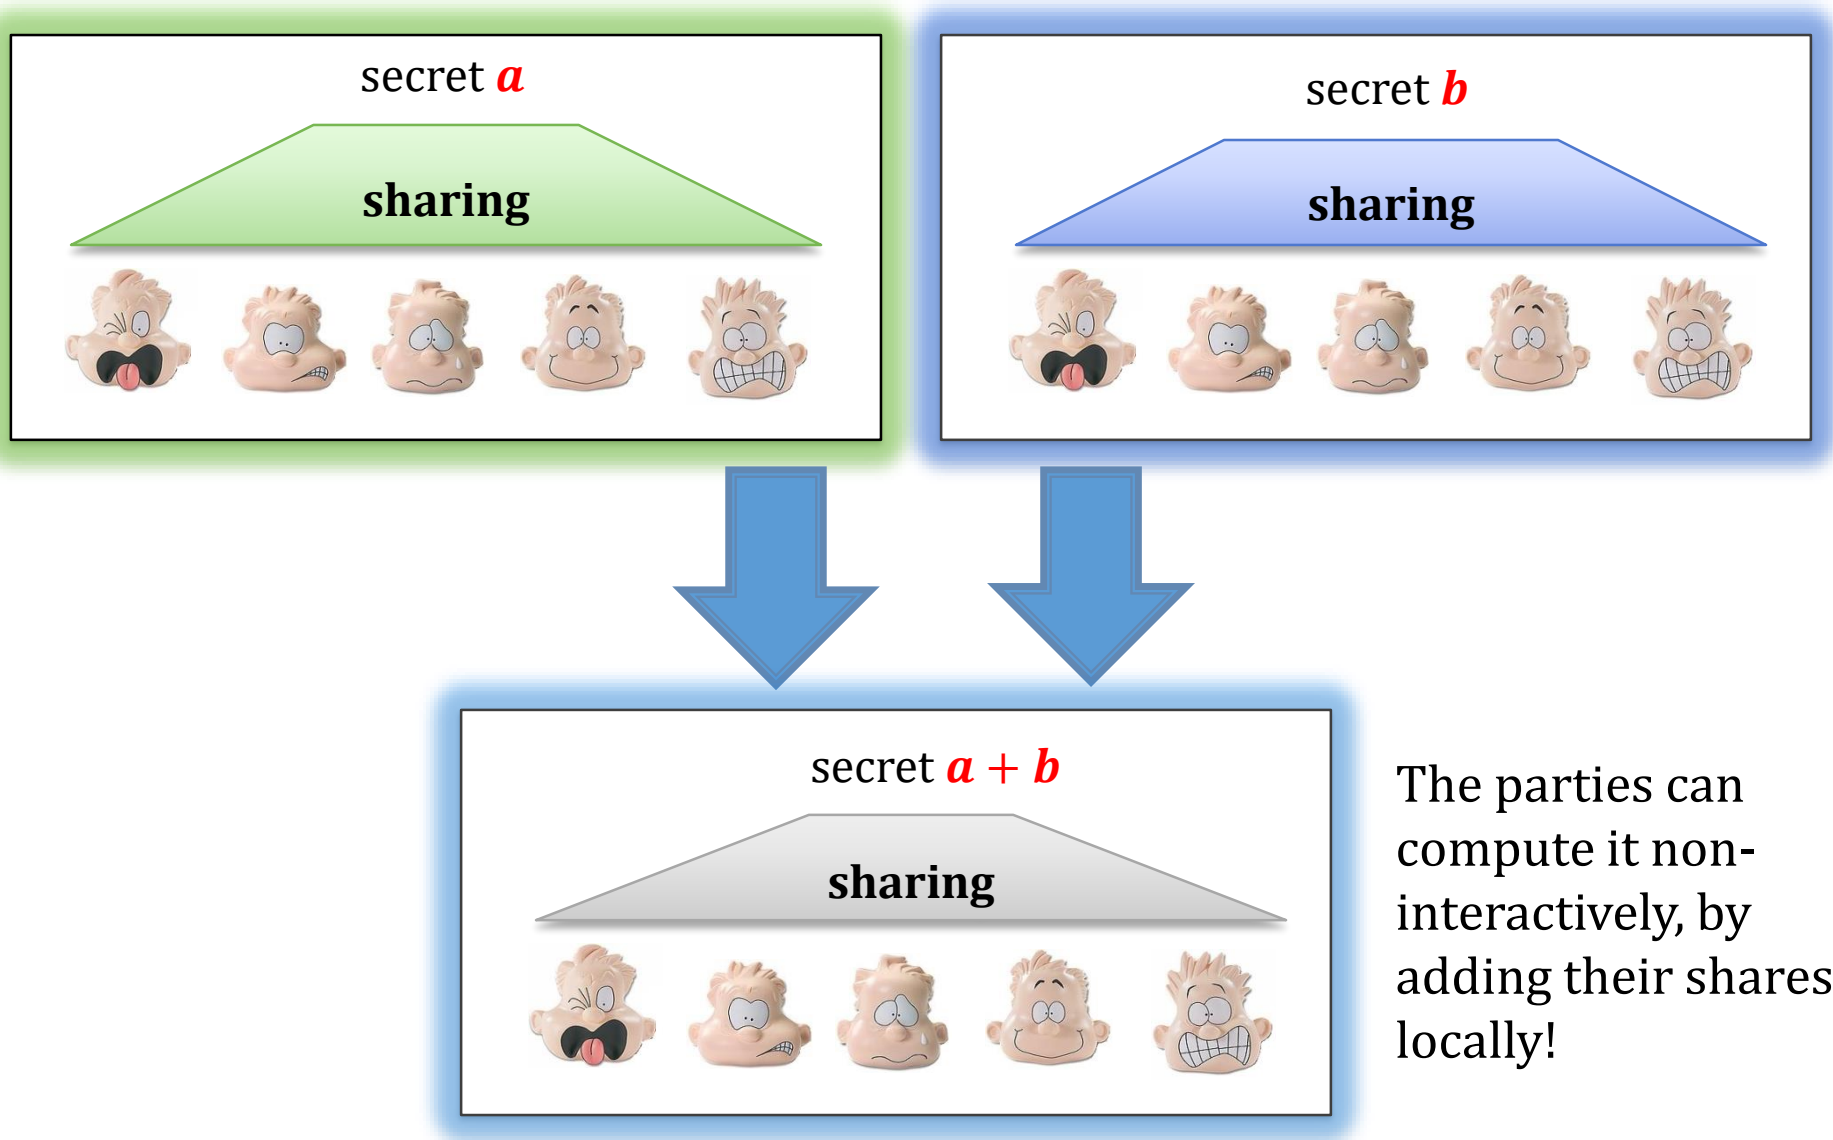 secret a
sharing
secret b
sharing
secret a + b
sharing
The parties can
compute it non-
interactively, by
adding their shares
locally!